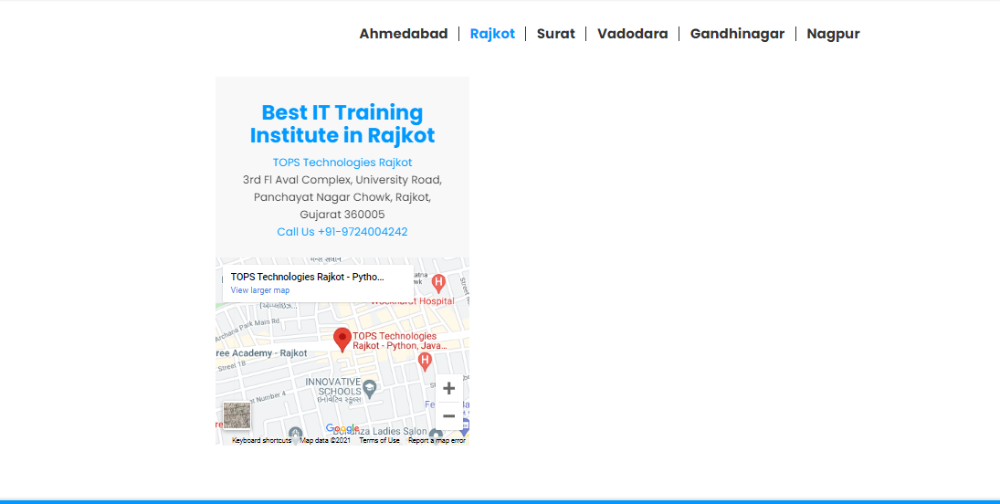 Ahmedabad | Rajkot | Surat | Vadodara | Gandhinagar | Nagpur
Best IT Training
Institute in Rajkot
TOPS Technologies Rajkot
3rd Fl Aval Complex, University Road,
Panchayat Nagar Chowk, Rajkot,
Gujarat 360005
Call Us +91-9724004242
TOPS Technologies Rajkot - Pytho...
View larger map
Wockhardt Hospital
Archana Park Main Rd
TOPS Technologies
Rajkot - Python, Java...
ree Academy - Rajkot
Street 1B
INNOVATIVE
SCHOOLS
ઇનોવેટિવ સ્કૂલ્સ
Number 4
Google
Bonanza Ladies Salon
Keyboard shortcuts Map data ©2021 Terms of Use Report a map error